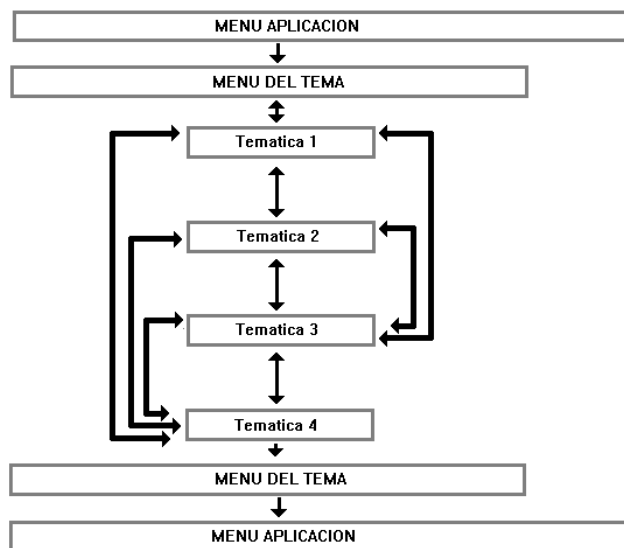 MENU APLICACION
MENU DEL TEMA
Tematica 1
Tematica 2
Tematica 3
Tematica 4
MENU DEL TEMA
MENU APLICACION